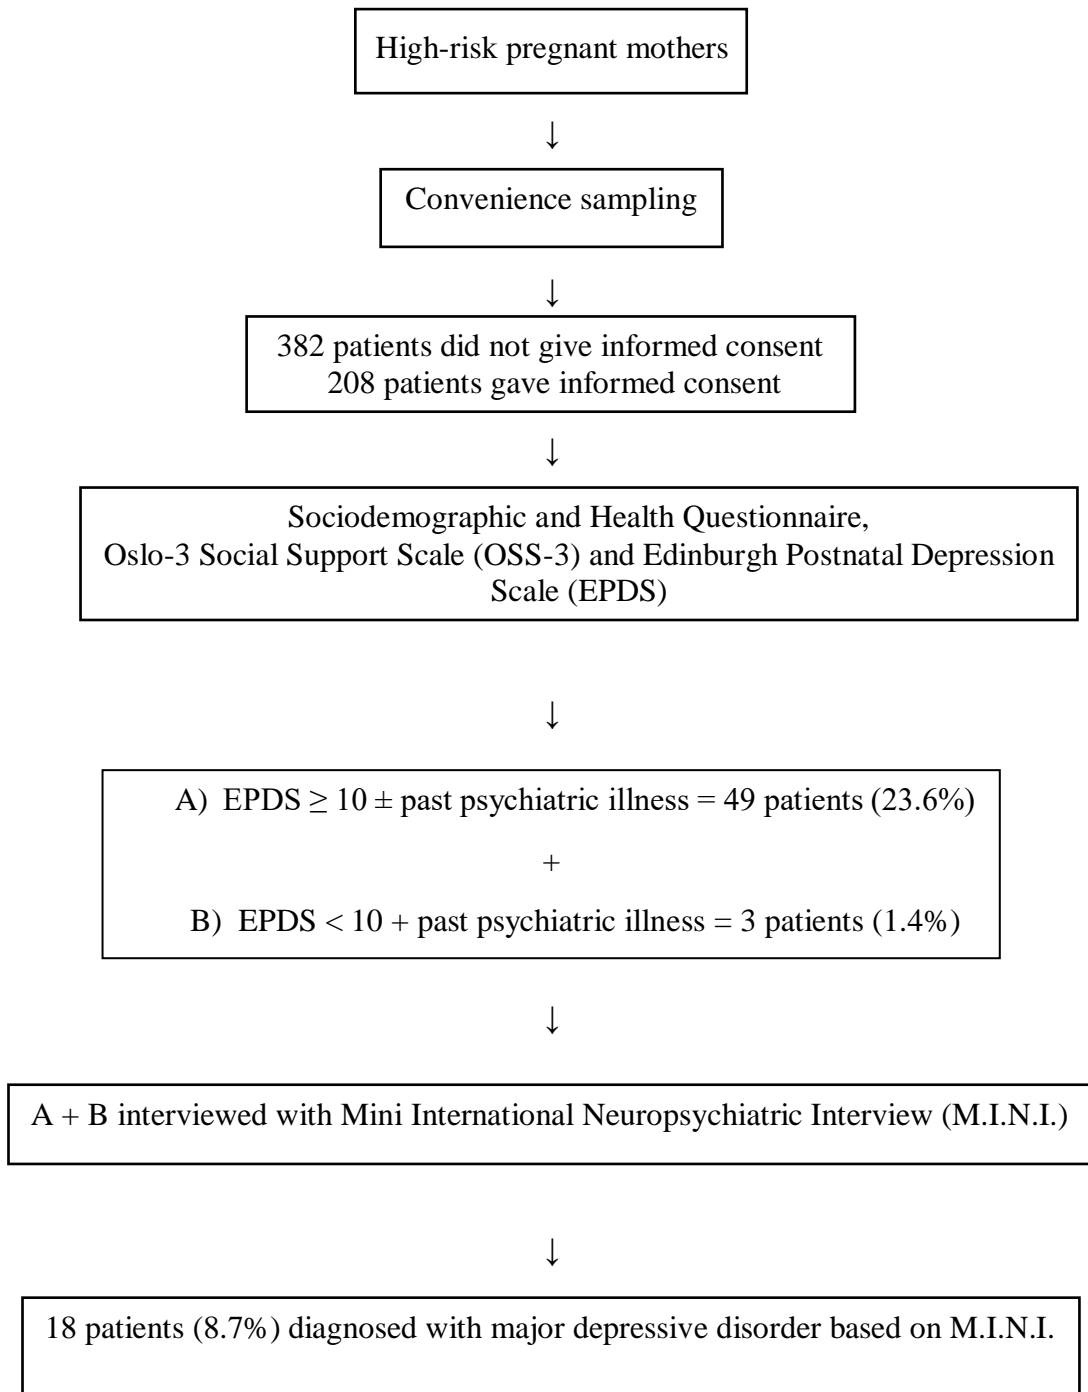 High-risk pregnant mothers
↓
Convenience sampling
↓
382 patients did not give informed consent
208 patients gave informed consent
↓
Sociodemographic and Health Questionnaire,
Oslo-3 Social Support Scale (OSS-3) and Edinburgh Postnatal Depression
Scale (EPDS)
↓
A) EPDS ≥ 10 ± past psychiatric illness = 49 patients (23.6%)
+
B) EPDS < 10 + past psychiatric illness = 3 patients (1.4%)
↓
A + B interviewed with Mini International Neuropsychiatric Interview (M.I.N.I.)
↓
18 patients (8.7%) diagnosed with major depressive disorder based on M.I.N.I.